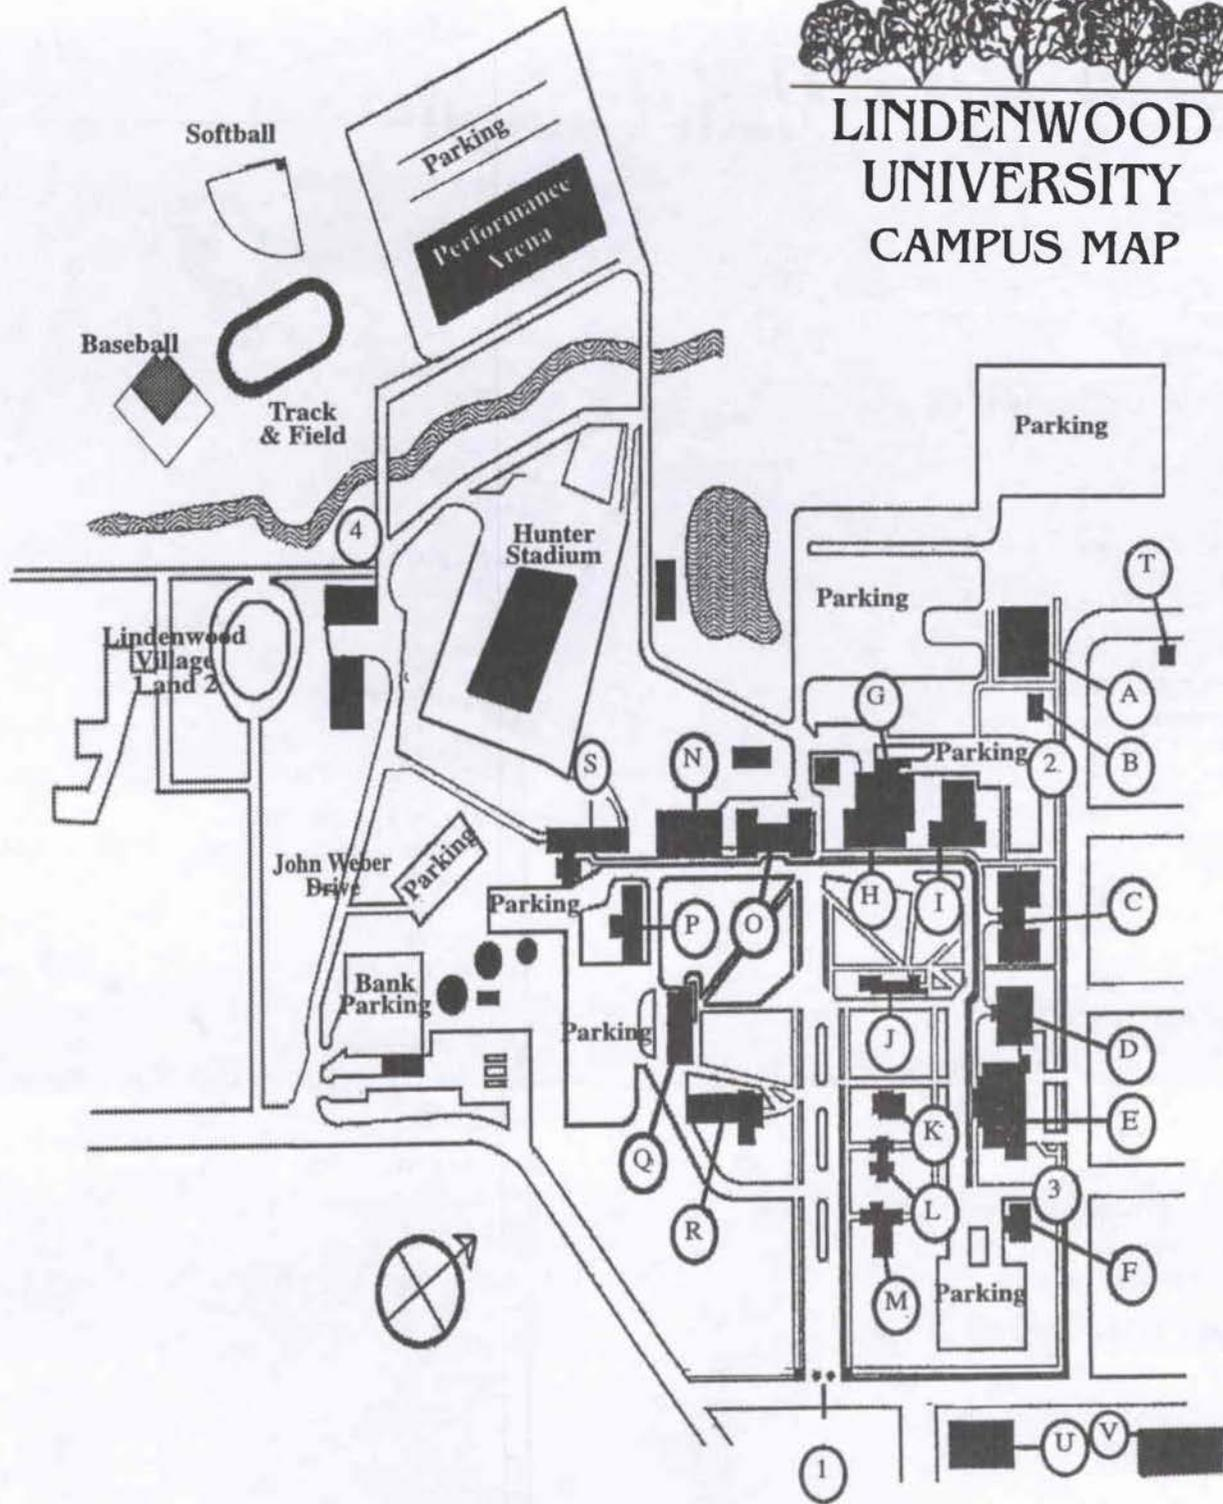 LINDENWOOD
UNIVERSITY
CAMPUS MAP
Softball
Parking
Performance
Arena
Baseball
Track
& Field
Parking
Hunter
Stadium
4
T
Parking
Lindenwood
Village
Land 2
A
G
S
N
Parking
2
B
John Weber
Drive
Parking
Parking
P
O
H
I
C
Bank
Parking
Parking
J
D
K
E
Q
R
L
3
M
Parking
F
U
V
1